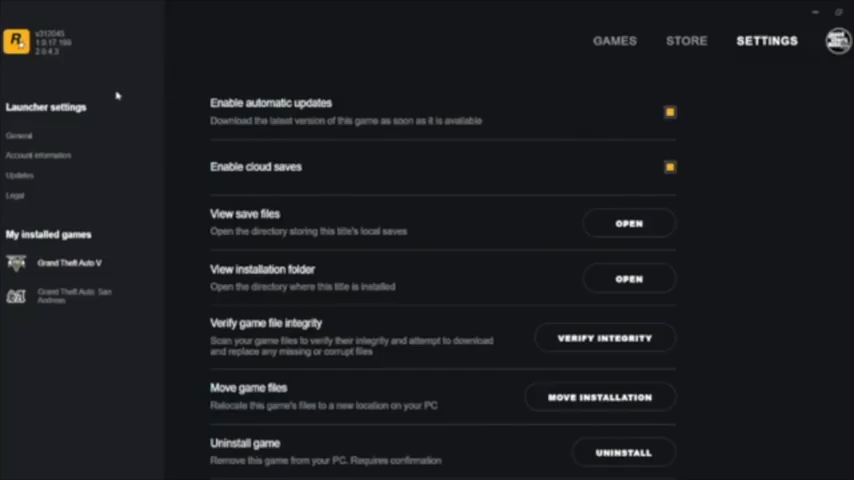 GAMES
STORE
SETTINGS
Launcher settings
General
Account information
Updates
Legal
My installed games
Grand Theft Auto V
Grand Theft Auto: San
Andreas
Enable automatic updates
Download the latest version of this game as soon as it is available
Enable cloud saves
View save files
Open the directory storing this title's local saves
OPEN
View installation folder
Open the directory where this title is installed
OPEN
Verify game file integrity
Scan your game files to verify their integrity and attempt to download
and replace any missing or corrupt files
VERIFY INTEGRITY
Move game files
Relocate this game's files to a new location on your PC
MOVE INSTALLATION
Uninstall game
Remove this game from your PC. Requires confirmation
UNINSTALL